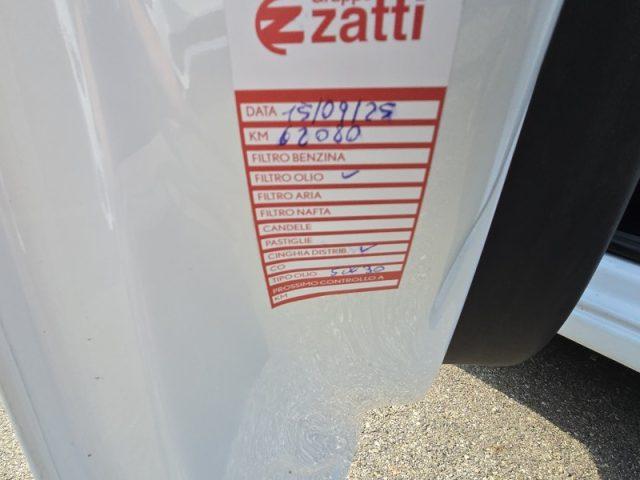 Gruppo
zatti
DATA 15/09/25
KM 62080
FILTRO BENZINA
FILTRO OLIO ✓
FILTRO ARIA
FILTRO NAFTA
CANDELE
PASTIGLIE
CINGHIA DISTRIB. ✓
CO
TIPO OLIO
PROSSIMO CONTROLLO A
KM